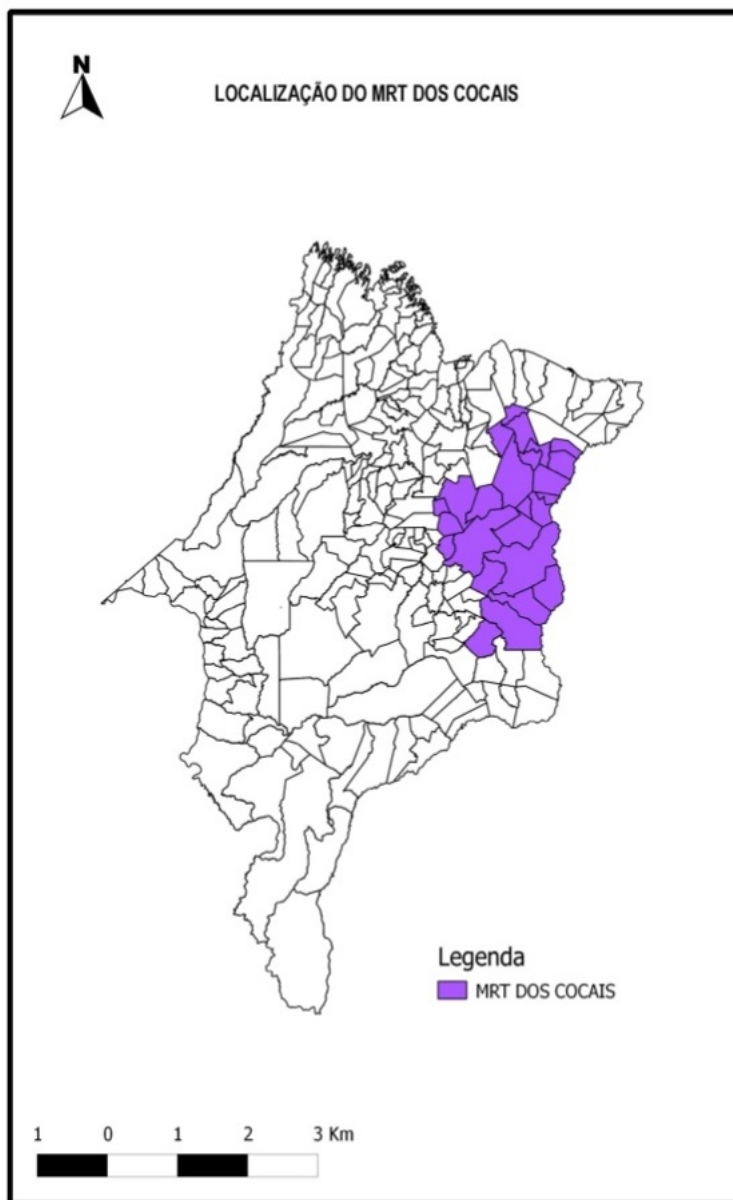 N
LOCALIZAÇÃO DO MRT DOS COCAIS
Legenda
MRT DOS COCAIS
1 0 1 2 3 Km